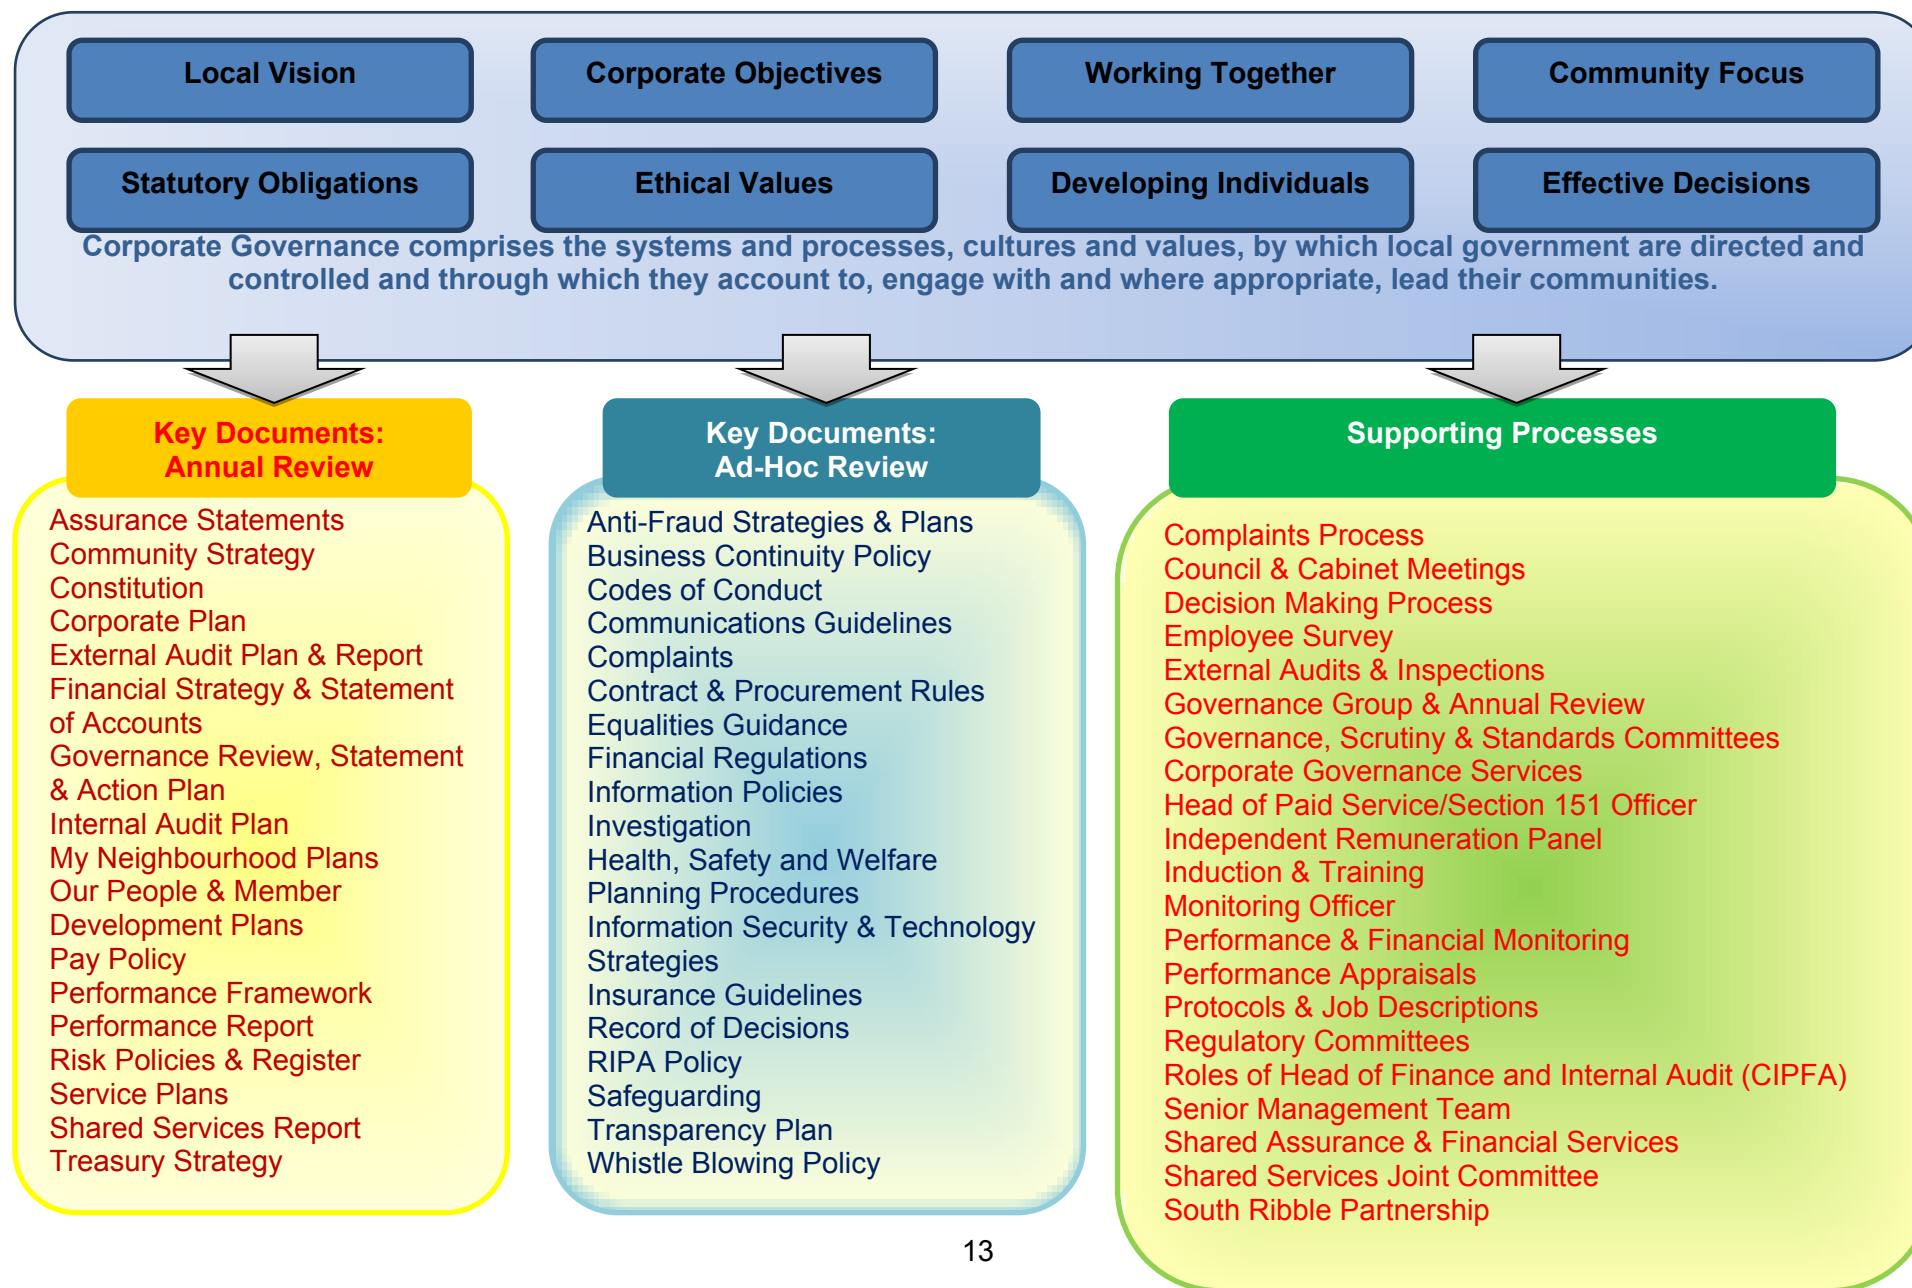 Local Vision
Corporate Objectives
Working Together
Community Focus
Statutory Obligations
Ethical Values
Developing Individuals
Effective Decisions
Corporate Governance comprises the systems and processes, cultures and values, by which local government are directed and
controlled and through which they account to, engage with and where appropriate, lead their communities.
Key Documents:
Annual Review
Assurance Statements
Community Strategy
Constitution
Corporate Plan
External Audit Plan & Report
Financial Strategy & Statement
of Accounts
Governance Review, Statement
& Action Plan
Internal Audit Plan
My Neighbourhood Plans
Our People & Member
Development Plans
Pay Policy
Performance Framework
Performance Report
Risk Policies & Register
Service Plans
Shared Services Report
Treasury Strategy
Key Documents:
Ad-Hoc Review
Anti-Fraud Strategies & Plans
Business Continuity Policy
Codes of Conduct
Communications Guidelines
Complaints
Contract & Procurement Rules
Equalities Guidance
Financial Regulations
Information Policies
Investigation
Health, Safety and Welfare
Planning Procedures
Information Security & Technology
Strategies
Insurance Guidelines
Record of Decisions
RIPA Policy
Safeguarding
Transparency Plan
Whistle Blowing Policy
Supporting Processes
Complaints Process
Council & Cabinet Meetings
Decision Making Process
Employee Survey
External Audits & Inspections
Governance Group & Annual Review
Governance, Scrutiny & Standards Committees
Corporate Governance Services
Head of Paid Service/Section 151 Officer
Independent Remuneration Panel
Induction & Training
Monitoring Officer
Performance & Financial Monitoring
Performance Appraisals
Protocols & Job Descriptions
Regulatory Committees
Roles of Head of Finance and Internal Audit (CIPFA)
Senior Management Team
Shared Assurance & Financial Services
Shared Services Joint Committee
South Ribble Partnership
13